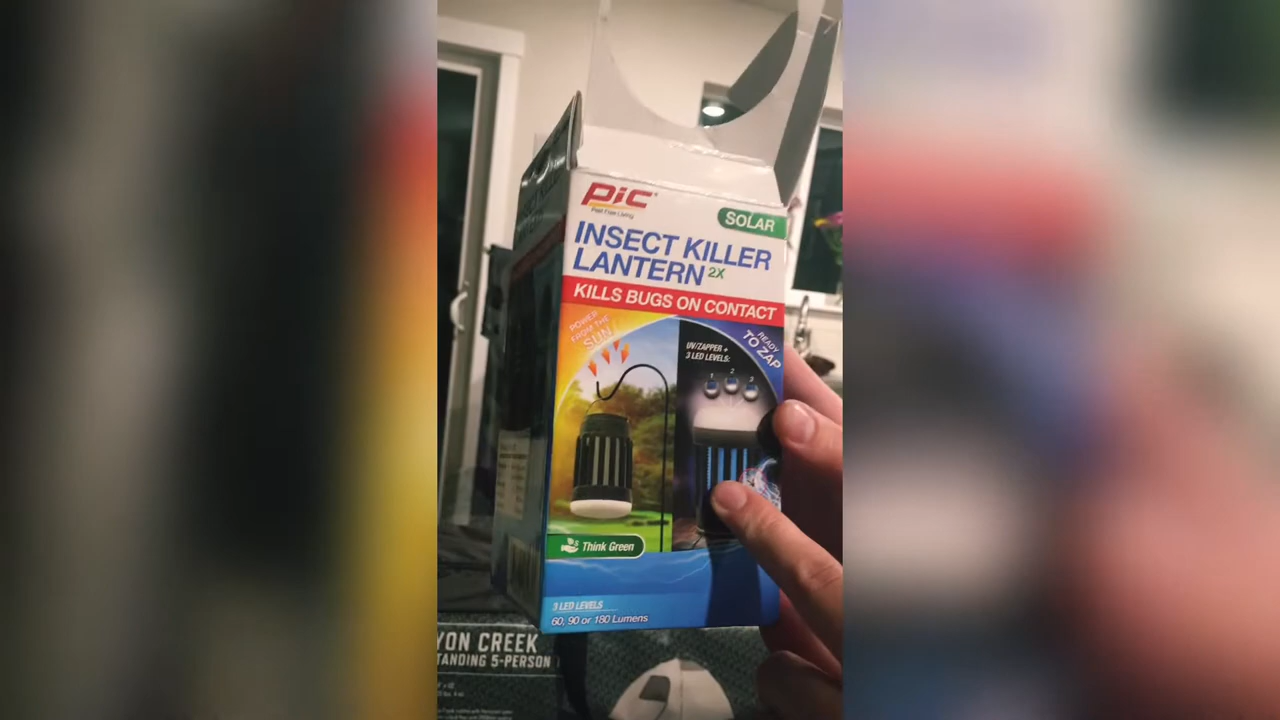 PiC
Pest Free Living
SOLAR
INSECT KILLER
LANTERN 2X
KILLS BUGS ON CONTACT
POWER
FROM THE
SUN
READY
TO ZAP
UV/ZAPPER +
3 LED LEVELS:
1 2 3
Think Green
3 LED LEVELS
60, 90 or 180 Lumens
YON CREEK
TANDING 5-PERSON